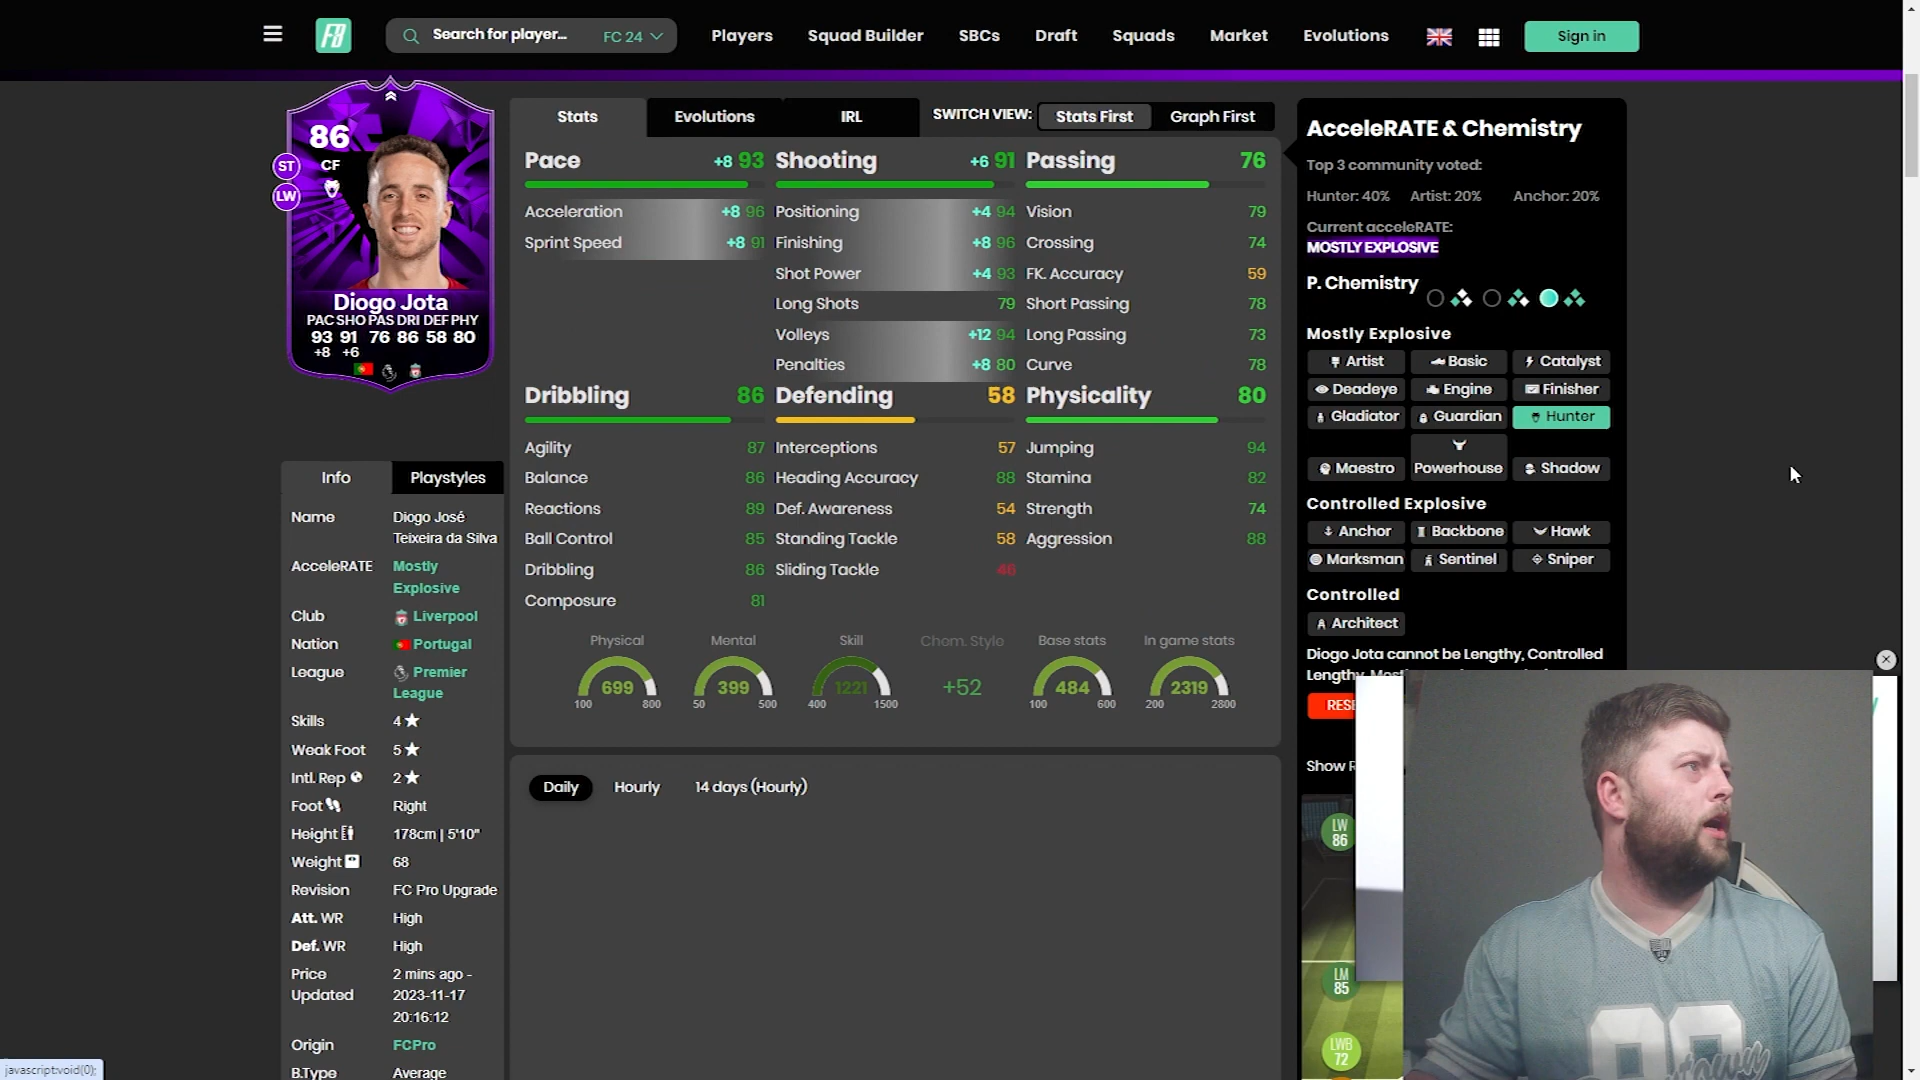 F8
Search for player...
FC 24
Players
Squad Builder
SBCs
Draft
Squads
Market
Evolutions
Sign in
86
CF
ST
LW
Diogo Jota
PAC SHO PAS DRI DEF PHY
93 91 76 86 58 80
+8 +6
Stats
Evolutions
IRL
SWITCH VIEW:
Stats First
Graph First
Pace +8 93
Acceleration +8 96
Sprint Speed +8 91
Shooting +6 91
Positioning +4 94
Finishing +8 96
Shot Power +4 93
Long Shots 79
Volleys +12 94
Penalties +8 80
Passing 76
Vision 79
Crossing 74
FK. Accuracy 59
Short Passing 78
Long Passing 73
Curve 78
Dribbling 86
Agility 87
Balance 86
Reactions 89
Ball Control 85
Dribbling 86
Composure 81
Defending 58
Interceptions 57
Heading Accuracy 88
Def. Awareness 54
Standing Tackle 58
Sliding Tackle 46
Physicality 80
Jumping 94
Stamina 82
Strength 74
Aggression 88
Physical
699
100 800
Mental
399
50 500
Skill
1221
400 1500
Chem. Style
+52
Base stats
484
100 600
In game stats
2319
200 2800
Daily
Hourly
14 days (Hourly)
Info
Playstyles
Name Diogo José
Teixeira da Silva
AcceleRATE Mostly
Explosive
Club Liverpool
Nation Portugal
League Premier
League
Skills 4
Weak Foot 5
Intl. Rep 2
Foot Right
Height 178cm | 5'10"
Weight 68
Revision FC Pro Upgrade
Att. WR High
Def. WR High
Price 2 mins ago -
Updated 2023-11-17
20:16:12
Origin FCPro
B.Type Average
AcceleRATE & Chemistry
Top 3 community voted:
Hunter: 40% Artist: 20% Anchor: 20%
Current acceleRATE:
MOSTLY EXPLOSIVE
P. Chemistry
Mostly Explosive
Artist Basic Catalyst
Deadeye Engine Finisher
Gladiator Guardian Hunter
Maestro Powerhouse Shadow
Controlled Explosive
Anchor Backbone Hawk
Marksman Sentinel Sniper
Controlled
Architect
Diogo Jota cannot be Lengthy, Controlled
Lengthy,
Show
LW
86
LM
85
LWB
72
javascript:void(0);